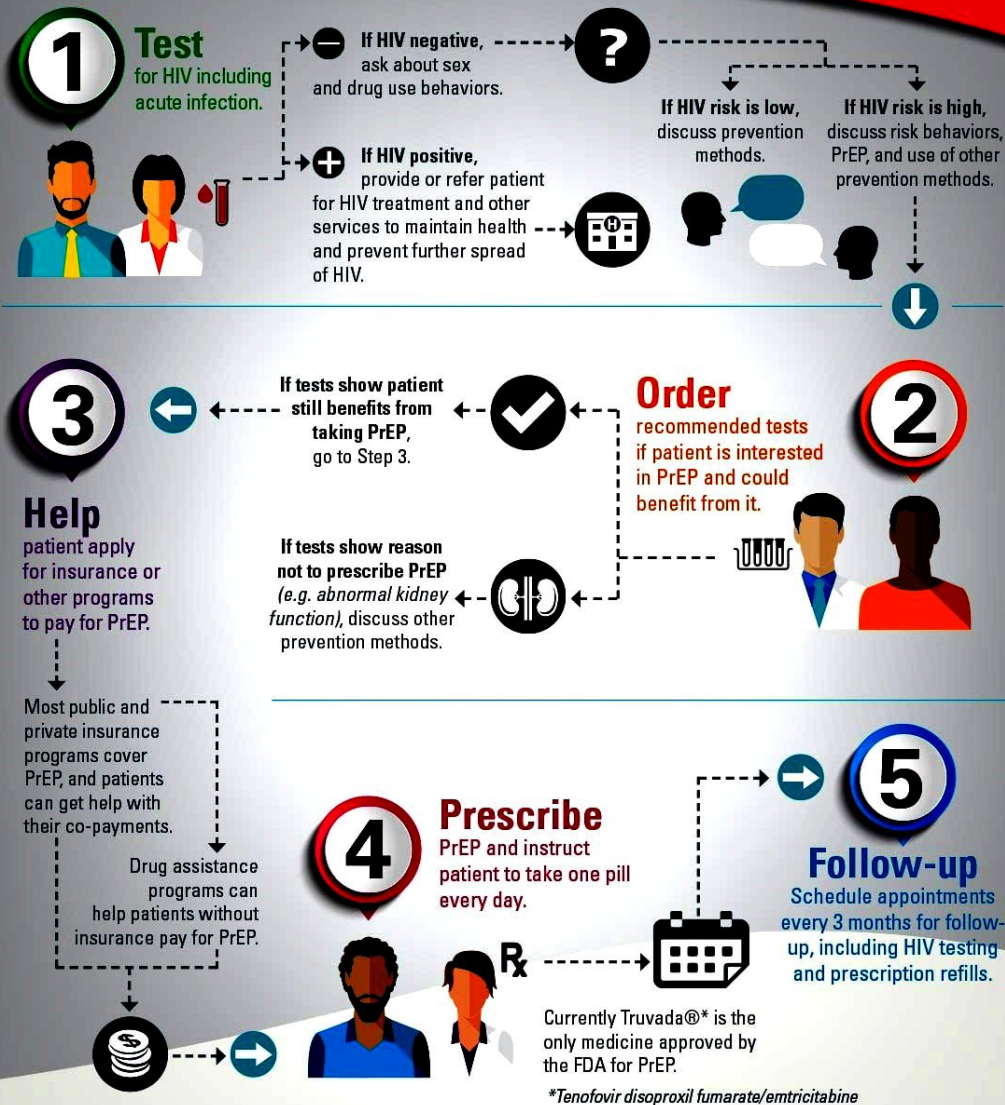 1
Test
for HIV including
acute infection.
If HIV negative,
ask about sex
and drug use behaviors.
?
If HIV risk is low,
discuss prevention
methods.
If HIV risk is high,
discuss risk behaviors,
PrEP, and use of other
prevention methods.
If HIV positive,
provide or refer patient
for HIV treatment and other
services to maintain health
and prevent further spread
of HIV.
H
2
Order
recommended tests
if patient is interested
in PrEP and could
benefit from it.
If tests show patient
still benefits from
taking PrEP,
go to Step 3.
If tests show reason
not to prescribe PrEP
(e.g. abnormal kidney
function), discuss other
prevention methods.
3
Help
patient apply
for insurance or
other programs
to pay for PrEP.
Most public and
private insurance
programs cover
PrEP, and patients
can get help with
their co-payments.
Drug assistance
programs can
help patients without
insurance pay for PrEP.
$
4
Prescribe
PrEP and instruct
patient to take one pill
every day.
Rx
Currently Truvada®* is the
only medicine approved by
the FDA for PrEP.
*Tenofovir disoproxil fumarate/emtricitabine
5
Follow-up
Schedule appointments
every 3 months for follow-
up, including HIV testing
and prescription refills.